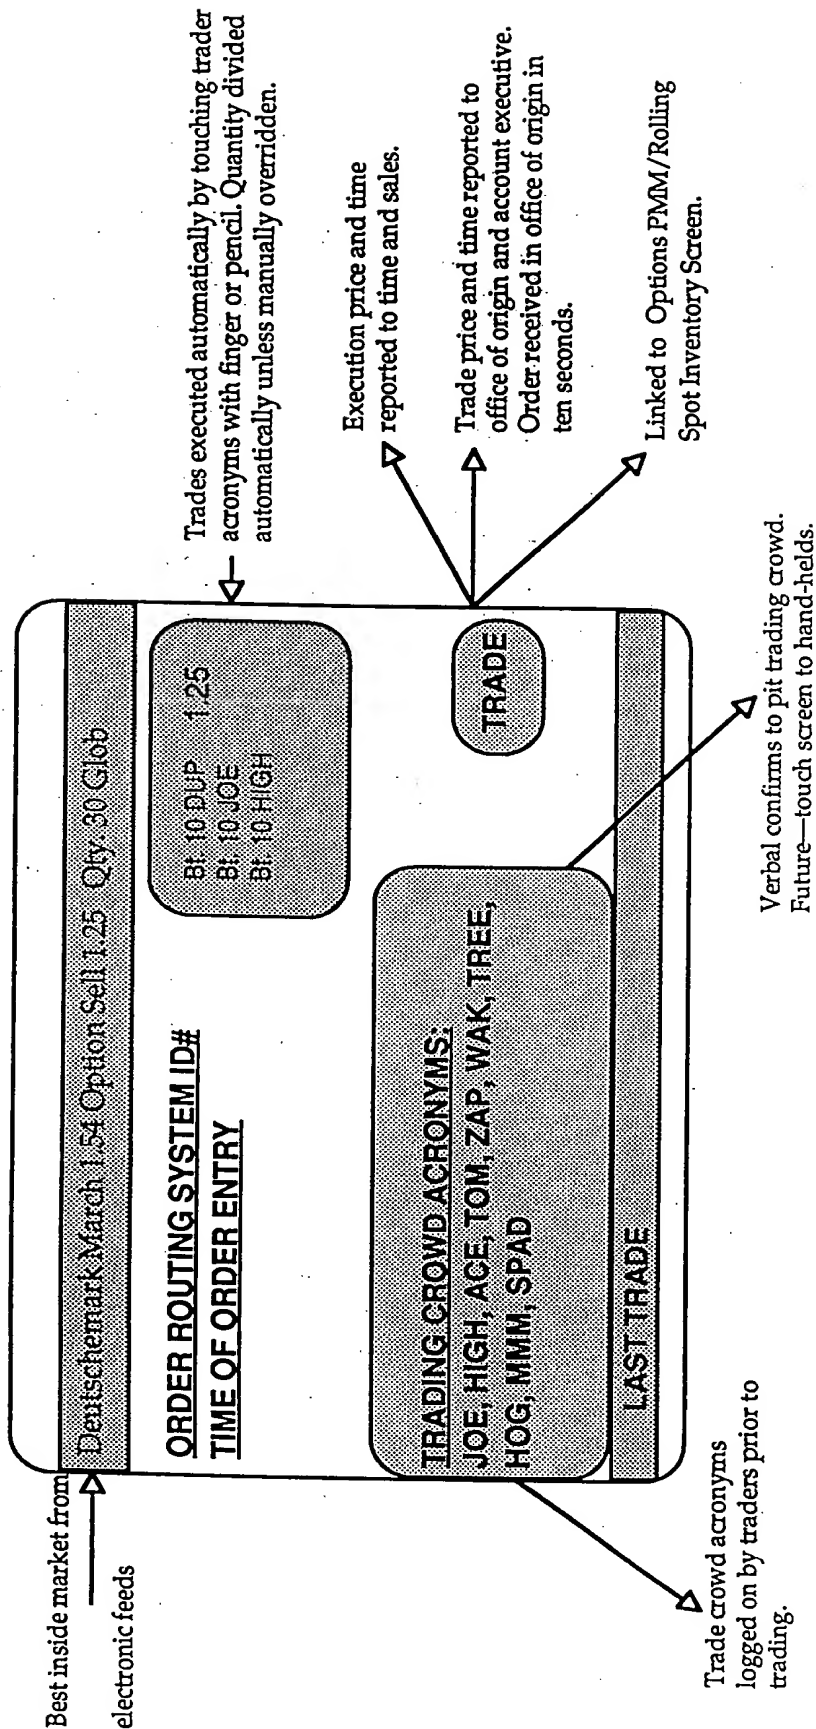 Best inside market from
electronic feeds
Deutschemark March 1.54 Option Sell 1.25 Qty. 30 Glob
ORDER ROUTING SYSTEM ID#
TIME OF ORDER ENTRY
Bt. 10 DUP 1.25
Bt. 10 JOE
Bt. 10 HIGH
Trades executed automatically by touching trader
acronyms with finger or pencil. Quantity divided
automatically unless manually overridden.
TRADING CROWD ACRONYMS:
JOE, HIGH, ACE, TOM, ZAP, WAK, TREE,
HOG, MMM, SPAD
TRADE
Execution price and time
reported to time and sales.
Trade price and time reported to
office of origin and account executive.
Order received in office of origin in
ten seconds.
Linked to Options PMM/Rolling
Spot Inventory Screen.
LAST TRADE
Trade crowd acronyms
logged on by traders prior to
trading.
Verbal confirms to pit trading crowd.
Future—touch screen to hand-helds.